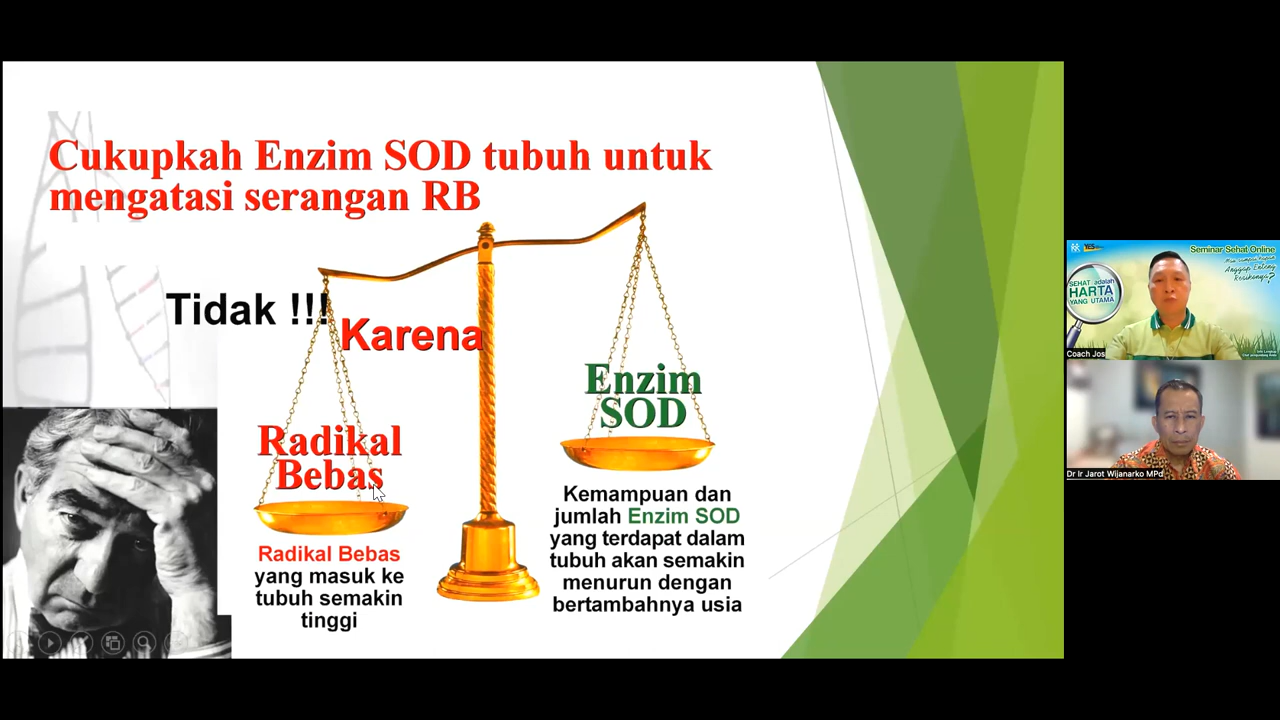 Cukupkah Enzim SOD tubuh untuk
mengatasi serangan RB
Tidak !!!
Karena
Radikal
Bebas
Radikal Bebas
yang masuk ke
tubuh semakin
tinggi
Enzim
SOD
Kemampuan dan
jumlah Enzim SOD
yang terdapat dalam
tubuh akan semakin
menurun dengan
bertambahnya usia
YES
Seminar Sehat Online
SEHAT adalah
HARTA
YANG UTAMA
Coach Jos
Dr Ir Jarot Wijanarko MPd